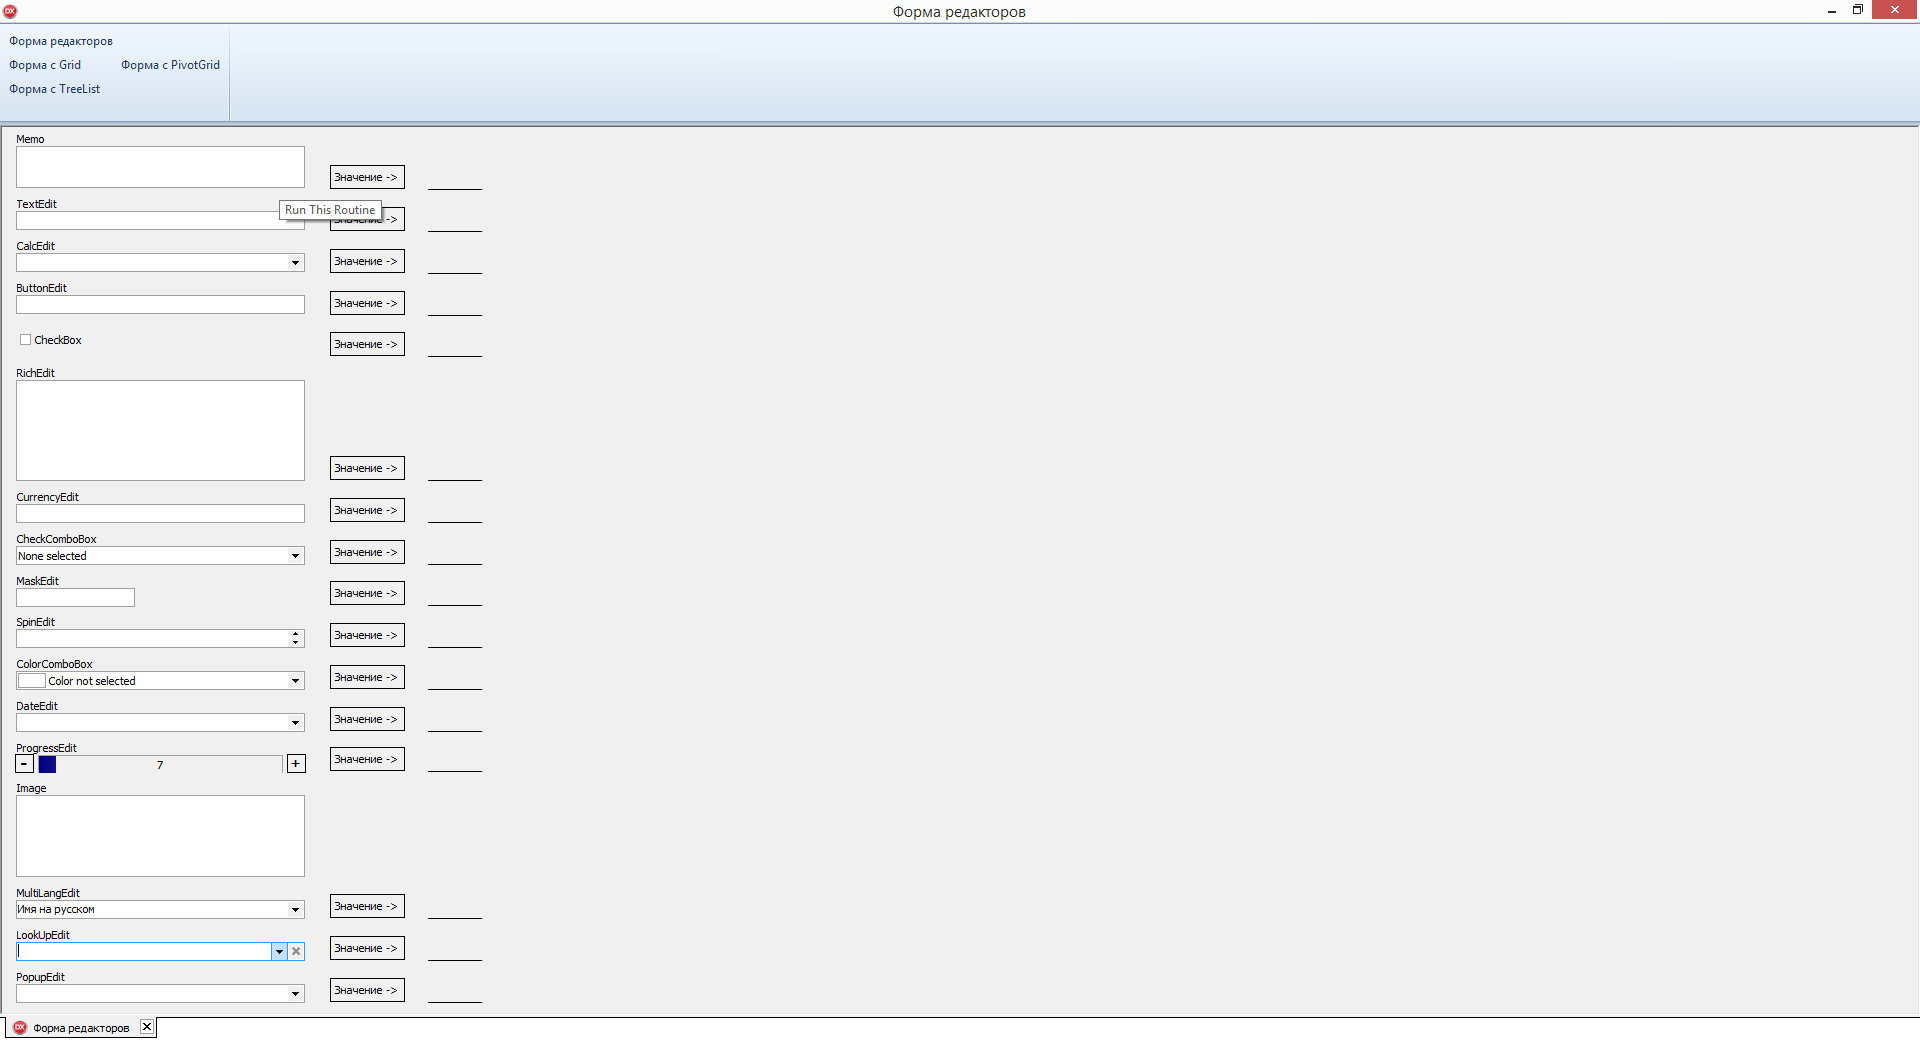 Форма редакторов
Форма редакторов
Форма с Grid Форма с PivotGrid
Форма с TreeList
Memo
Значение ->
TextEdit
Run This Routine
Значение ->
CalcEdit
Значение ->
ButtonEdit
Значение ->
CheckBox
Значение ->
RichEdit
Значение ->
CurrencyEdit
Значение ->
CheckComboBox
None selected
Значение ->
MaskEdit
Значение ->
SpinEdit
Значение ->
ColorComboBox
Color not selected
Значение ->
DateEdit
Значение ->
ProgressEdit
- 7 +
Значение ->
Image
MultiLangEdit
Имя на русском
Значение ->
LookUpEdit
Значение ->
PopupEdit
Значение ->
DX Форма редакторов